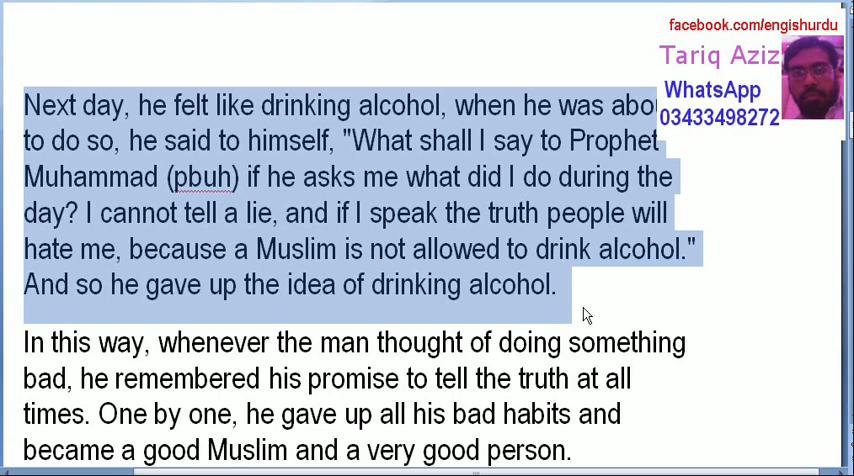 facebook.com/engishurdu
Tariq Aziz
WhatsApp
03433498272
Next day, he felt like drinking alcohol, when he was
to do so, he said to himself, "What shall I say to Prophet
Muhammad (pbuh) if he asks me what did I do during the
day? I cannot tell a lie, and if I speak the truth people will
hate me, because a Muslim is not allowed to drink alcohol."
And so he gave up the idea of drinking alcohol.
In this way, whenever the man thought of doing something
bad, he remembered his promise to tell the truth at all
times. One by one, he gave up all his bad habits and
became a good Muslim and a very good person.